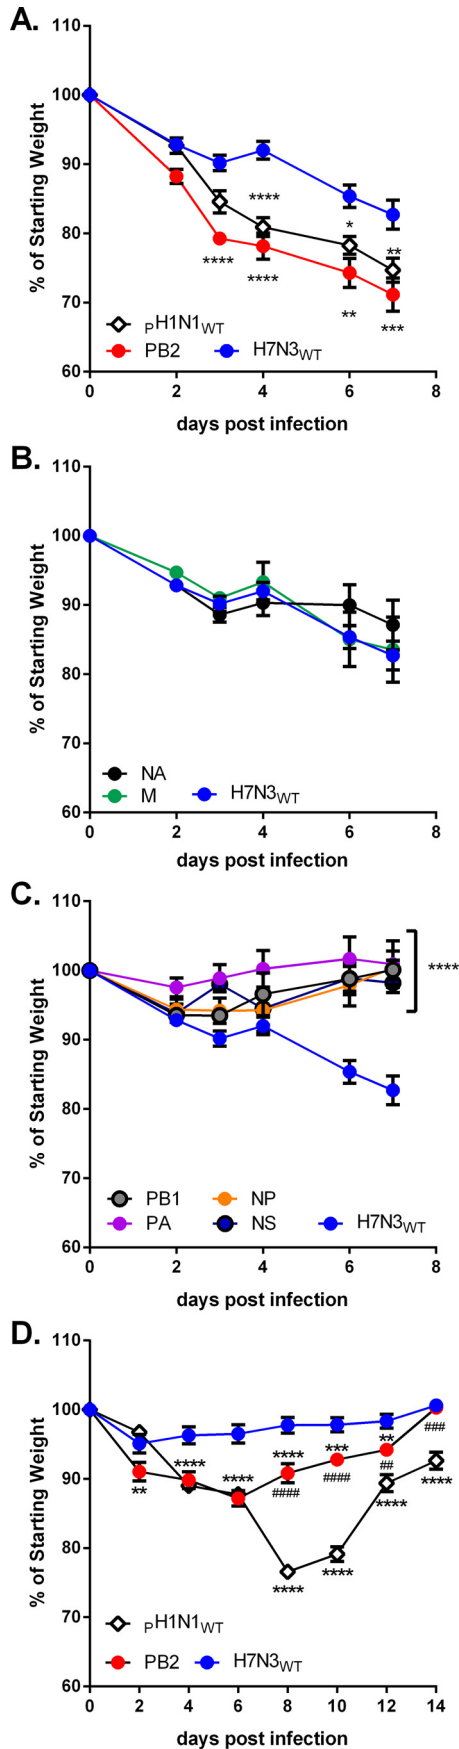 A.
110
100
90
80
70
60
% of Starting Weight
****
*
**
****
****
**
***
PH1N1WT
PB2 H7N3WT
0 2 4 6 8
days post infection
B.
110
100
90
80
70
60
% of Starting Weight
NA
M H7N3WT
0 2 4 6 8
days post infection
C.
110
100
90
80
70
60
% of Starting Weight
****
PB1 NP
PA NS H7N3WT
0 2 4 6 8
days post infection
D.
110
100
90
80
70
60
% of Starting Weight
**
****
****
****
####
***
####
**
##
###
****
****
****
****
PH1N1WT
PB2 H7N3WT
0 2 4 6 8 10 12 14
days post infection